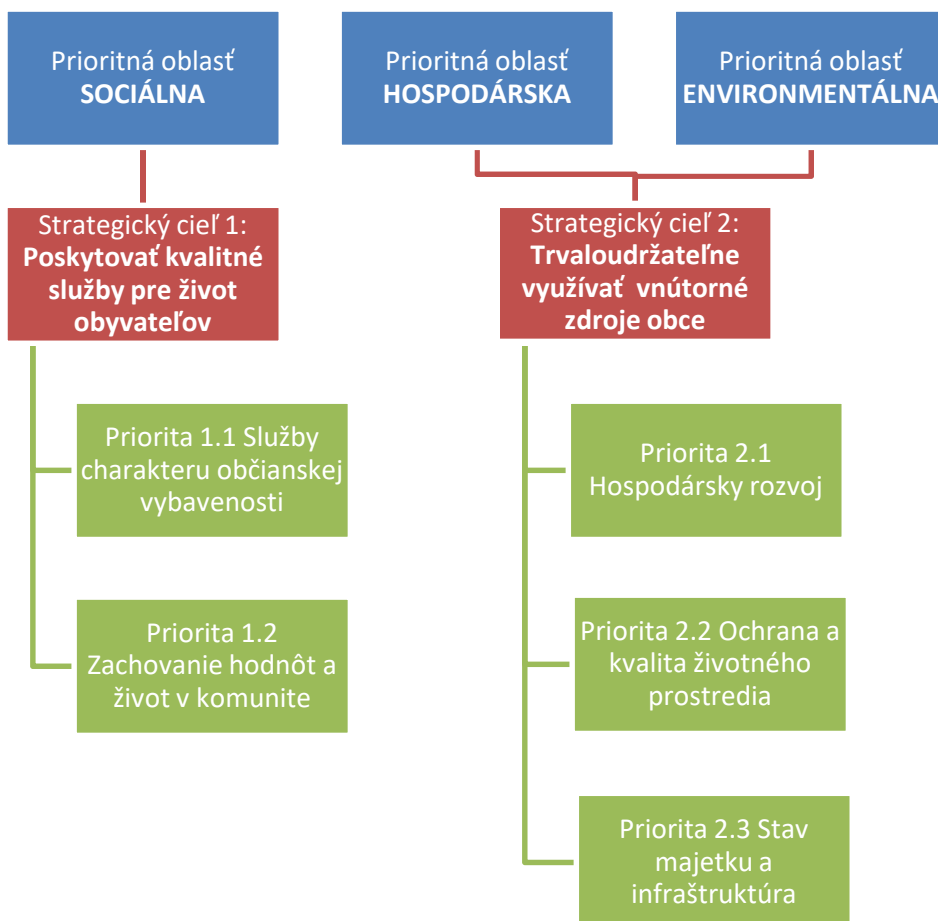 Prioritná oblasť
SOCIÁLNA
Prioritná oblasť
HOSPODÁRSKA
Prioritná oblasť
ENVIRONMENTÁLNA
Strategický cieľ 1:
Poskytovať kvalitné
služby pre život
obyvateľov
Strategický cieľ 2:
Trvaloudržateľne
využívať vnútorné
zdroje obce
Priorita 1.1 Služby
charakteru občianskej
vybavenosti
Priorita 1.2
Zachovanie hodnôt a
život v komunite
Priorita 2.1
Hospodársky rozvoj
Priorita 2.2 Ochrana a
kvalita životného
prostredia
Priorita 2.3 Stav
majetku a
infraštruktúra